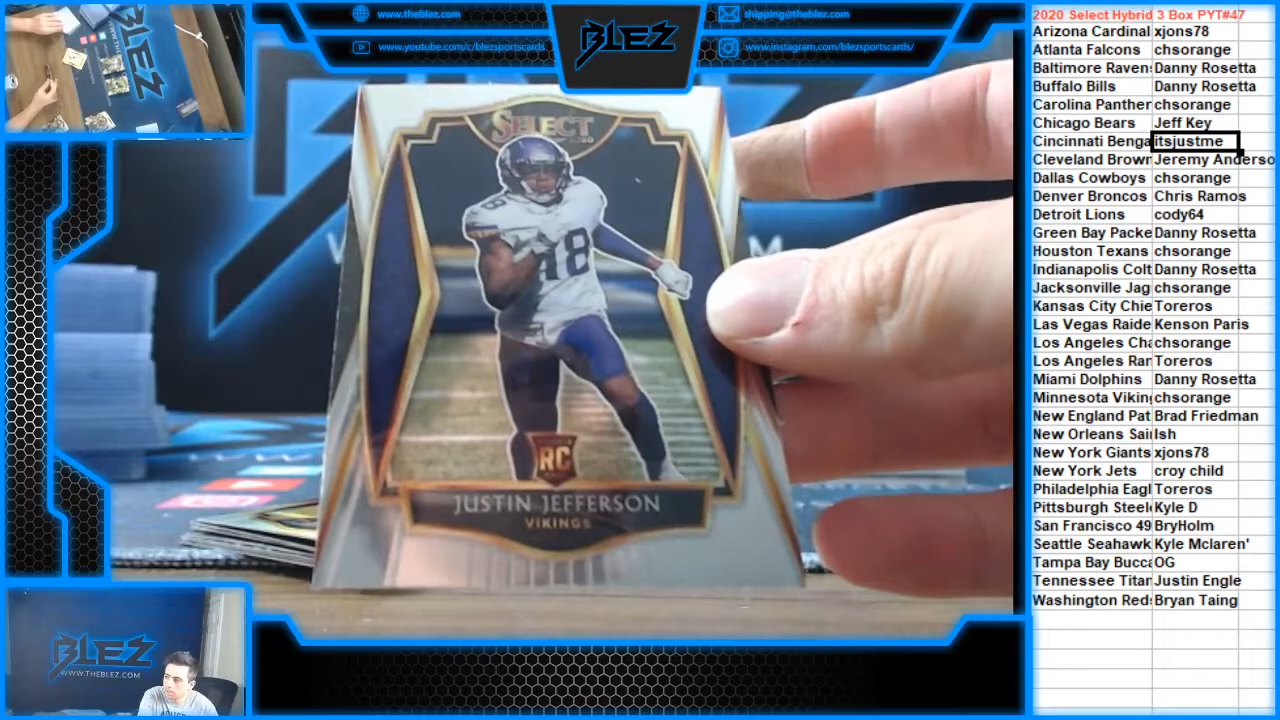 www.theblez.com
shipping@theblez.com
www.youtube.com/c/blezsportscards
www.instagram.com/blezsportscards/
BLEZ
SELECT
2020
18
18
RC
JUSTIN JEFFERSON
VIKINGS
BLEZ
WWW.THEBLEZ.COM
2020 Select Hybrid 3 Box PYT#47
Arizona Cardinal xjons78
Atlanta Falcons chsorange
Baltimore Raven Danny Rosetta
Buffalo Bills Danny Rosetta
Carolina Panther chsorange
Chicago Bears Jeff Key
Cincinnati Benga itsjustme
Cleveland Brown Jeremy Anderso
Dallas Cowboys chsorange
Denver Broncos Chris Ramos
Detroit Lions cody64
Green Bay Packe Danny Rosetta
Houston Texans chsorange
Indianapolis Colt Danny Rosetta
Jacksonville Jag chsorange
Kansas City Chie Toreros
Las Vegas Raide Kenson Paris
Los Angeles Cha chsorange
Los Angeles Ran Toreros
Miami Dolphins Danny Rosetta
Minnesota Viking chsorange
New England Pat Brad Friedman
New Orleans Sai Ish
New York Giants xjons78
New York Jets croy child
Philadelphia Eagl Toreros
Pittsburgh Steel Kyle D
San Francisco 49 BryHolm
Seattle Seahawk Kyle Mclaren'
Tampa Bay Bucca OG
Tennessee Titan Justin Engle
Washington Red Bryan Taing